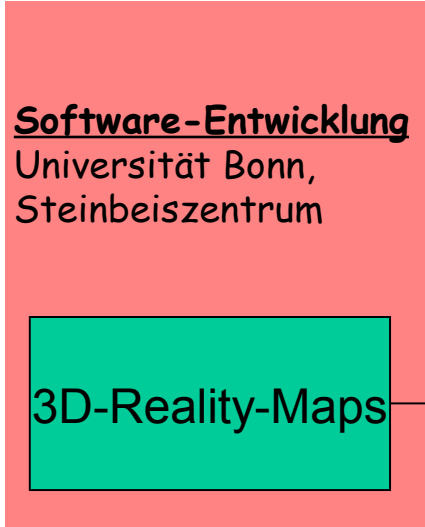 Software-Entwicklung
Universität Bonn,
Steinbeiszentrum
3D-Reality-Maps